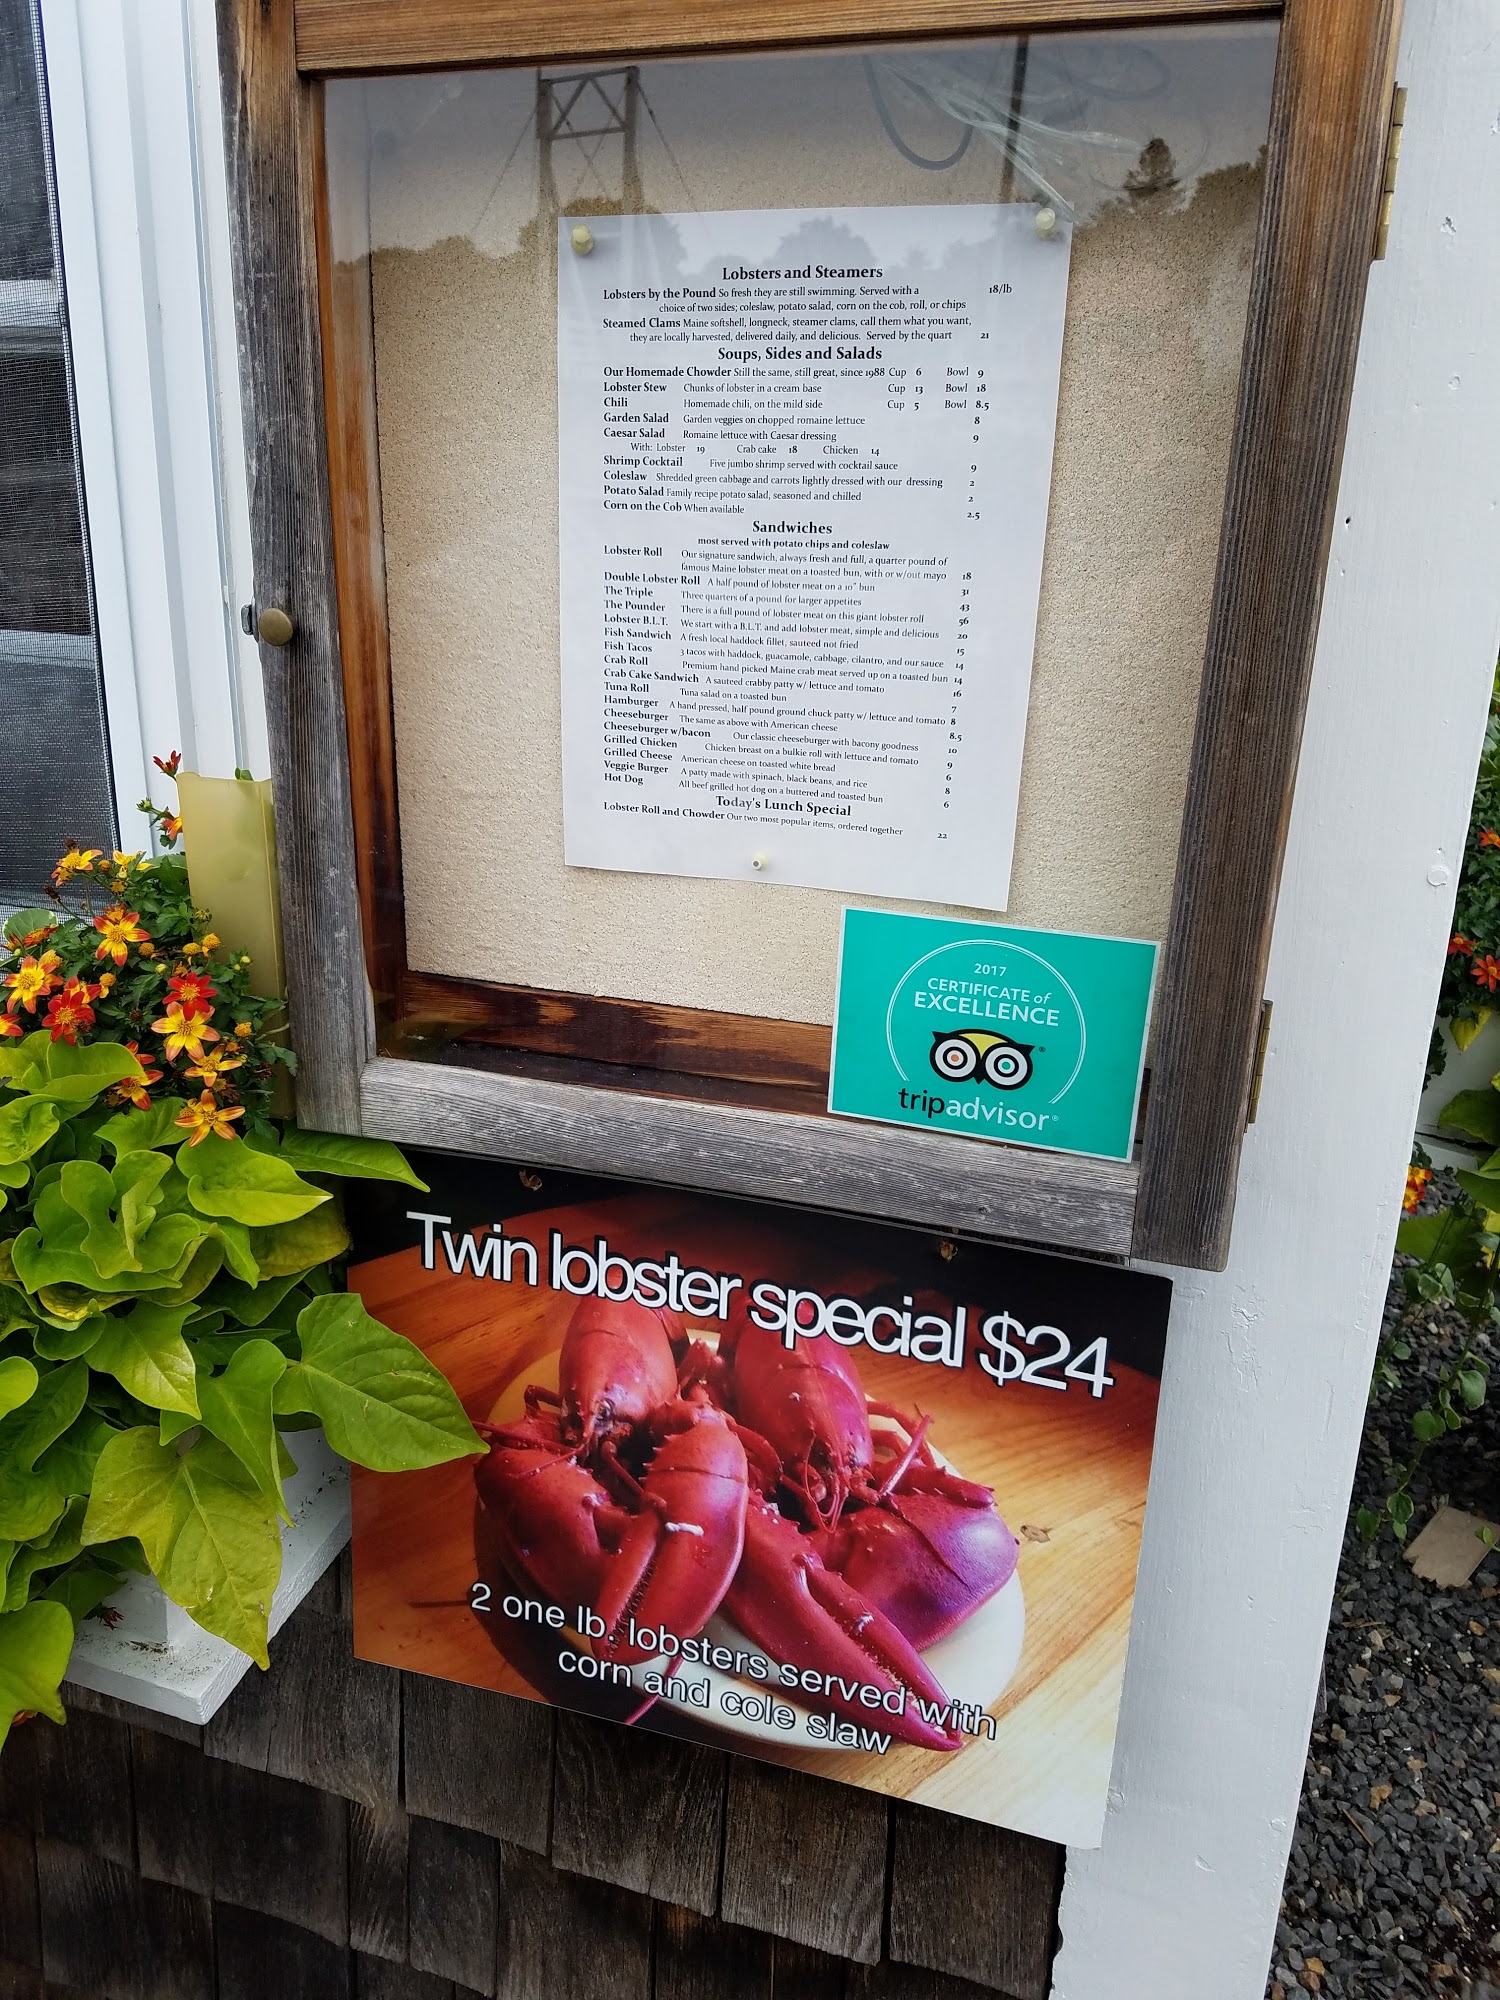 Lobsters and Steamers
Lobsters by the Pound So fresh they are still swimming. Served with a 18/lb
choice of two sides; coleslaw, potato salad, corn on the cob, roll, or chips
Steamed Clams Maine softshell, longneck, steamer clams, call them what you want,
they are locally harvested, delivered daily, and delicious. Served by the quart 21
Soups, Sides and Salads
Our Homemade Chowder Still the same, still great, since 1988 Cup 6 Bowl 9
Lobster Stew Chunks of lobster in a cream base Cup 13 Bowl 18
Chili Homemade chili, on the mild side Cup 5 Bowl 8.5
Garden Salad Garden veggies on chopped romaine lettuce 8
Caesar Salad Romaine lettuce with Caesar dressing 9
With: Lobster 19 Crab cake 18 Chicken 14
Shrimp Cocktail Five jumbo shrimp served with cocktail sauce 9
Coleslaw Shredded green cabbage and carrots lightly dressed with our dressing 2
Potato Salad Family recipe potato salad, seasoned and chilled 2
Corn on the Cob When available 2.5
Sandwiches
most served with potato chips and coleslaw
Lobster Roll Our signature sandwich, always fresh and full, a quarter pound of
famous Maine lobster meat on a toasted bun, with or w/out mayo 18
Double Lobster Roll A half pound of lobster meat on a 10" bun 31
The Triple Three quarters of a pound for larger appetites 43
The Pounder There is a full pound of lobster meat on this giant lobster roll 56
Lobster B.L.T. We start with a B.L.T. and add lobster meat, simple and delicious 20
Fish Sandwich A fresh local haddock fillet, sauteed not fried 15
Fish Tacos 3 tacos with haddock, guacamole, cabbage, cilantro, and our sauce 14
Crab Roll Premium hand picked Maine crab meat served up on a toasted bun 14
Crab Cake Sandwich A sauteed crabby patty w/ lettuce and tomato 16
Tuna Roll Tuna salad on a toasted bun 7
Hamburger A hand pressed, half pound ground chuck patty w/ lettuce and tomato 8
Cheeseburger The same as above with American cheese 8.5
Cheeseburger w/bacon Our classic cheeseburger with bacony goodness 10
Grilled Chicken Chicken breast on a bulkie roll with lettuce and tomato 9
Grilled Cheese American cheese on toasted white bread 6
Veggie Burger A patty made with spinach, black beans, and rice 8
Hot Dog All beef grilled hot dog on a buttered and toasted bun 6
Today's Lunch Special
Lobster Roll and Chowder Our two most popular items, ordered together 22
2017
CERTIFICATE of
EXCELLENCE
tripadvisor®
Twin lobster special $24
2 one lb. lobsters served with
corn and cole slaw